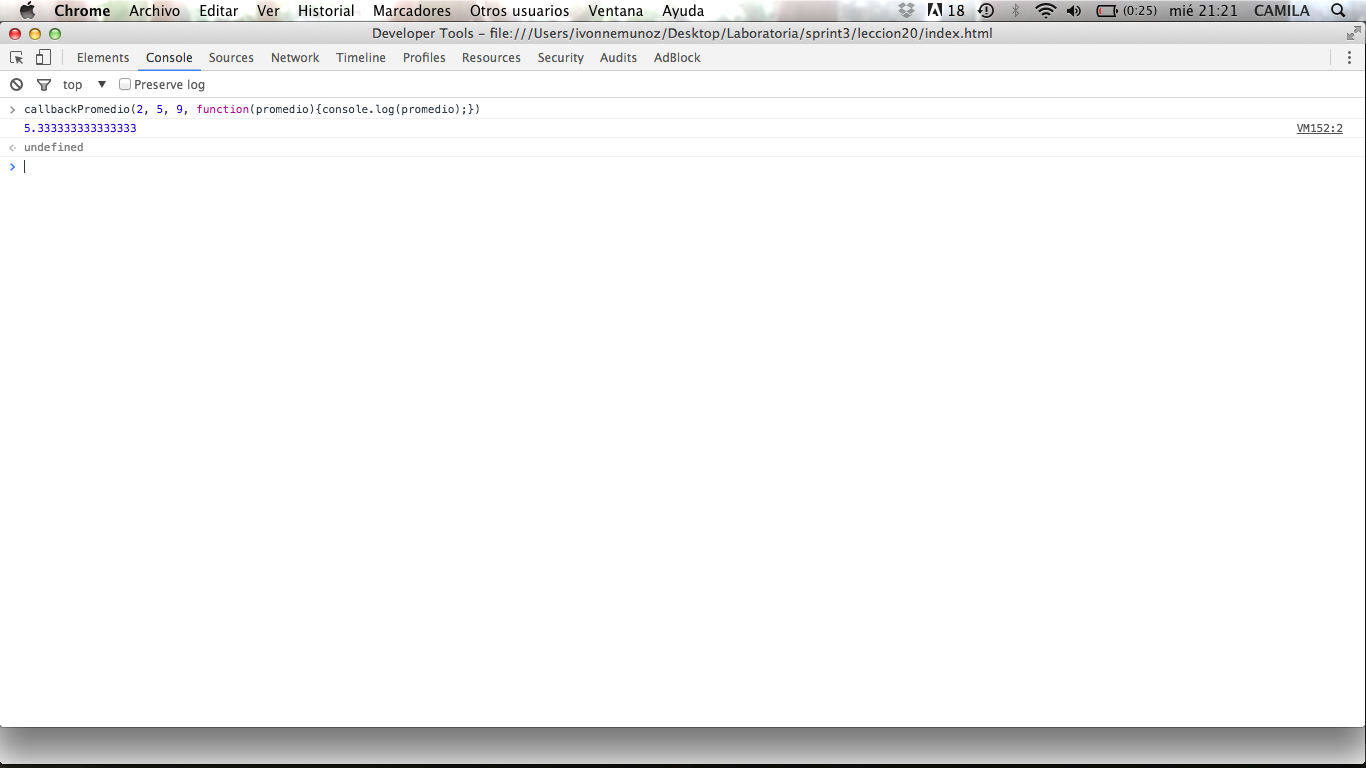 Chrome Archivo Editar Ver Historial Marcadores Otros usuarios Ventana Ayuda 18 (0:25) mié 21:21 CAMILA
Developer Tools - file:///Users/ivonnemunoz/Desktop/Laboratoria/sprint3/leccion20/index.html
Elements Console Sources Network Timeline Profiles Resources Security Audits AdBlock
top Preserve log
callbackPromedio(2, 5, 9, function(promedio){console.log(promedio);})
5.333333333333333 VM152:2
undefined